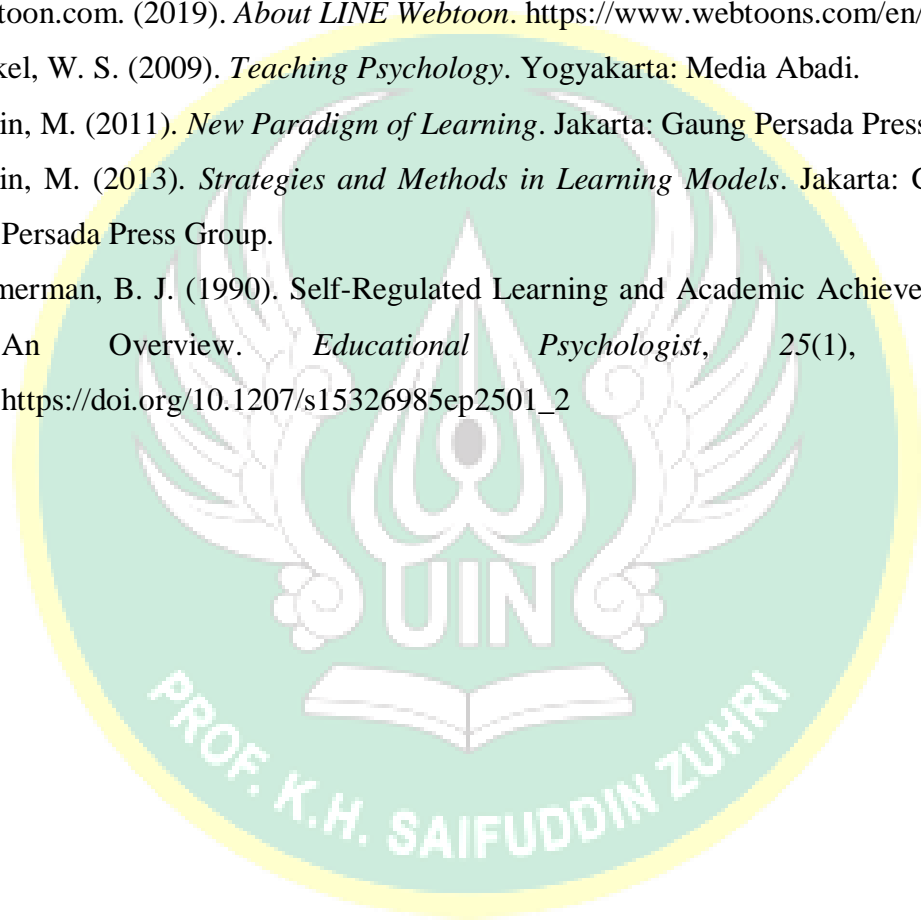 toon.com. (2019). About LINE Webtoon. https://www.webtoons.com/en/
kel, W. S. (2009). Teaching Psychology. Yogyakarta: Media Abadi.
in, M. (2011). New Paradigm of Learning. Jakarta: Gaung Persada Press
in, M. (2013). Strategies and Methods in Learning Models. Jakarta: G
Persada Press Group.
merman, B. J. (1990). Self-Regulated Learning and Academic Achieve
An Overview. Educational Psychologist, 25(1),
https://doi.org/10.1207/s15326985ep2501_2
UIN
PROF. K.H. SAIFUDDIN ZUHRI